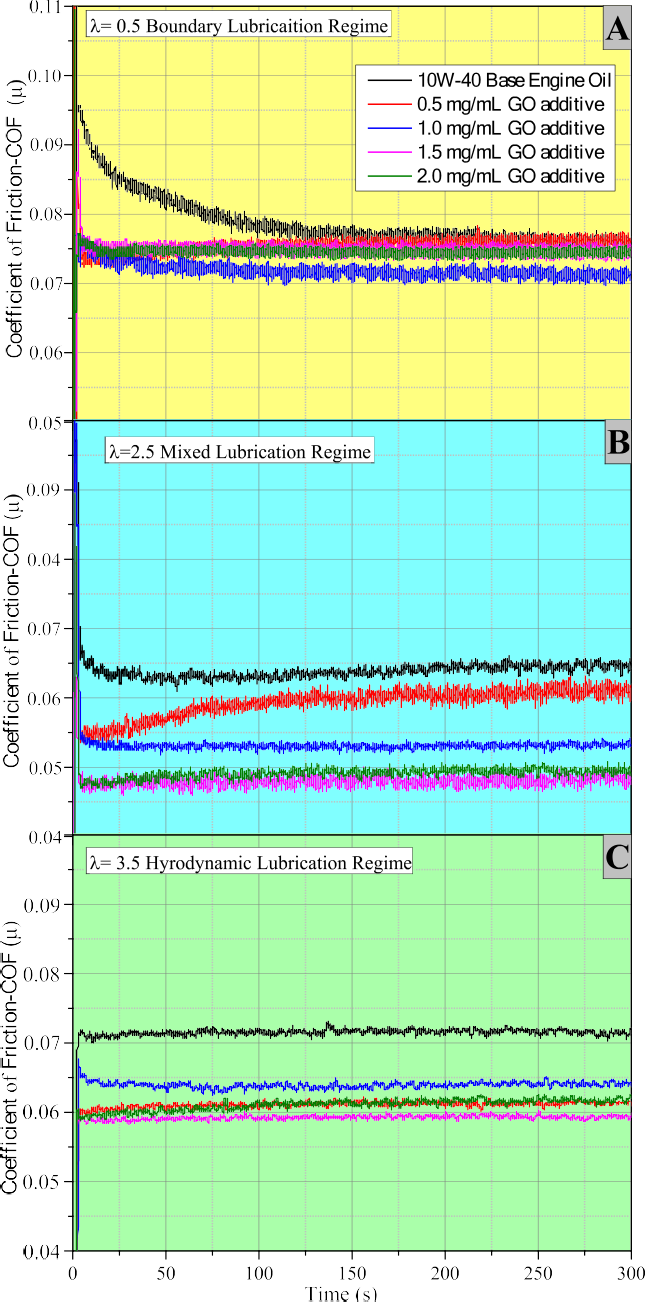 0.11
λ= 0.5 Boundary Lubricaition Regime
A
10W-40 Base Engine Oil
0.5 mg/mL GO additive
1.0 mg/mL GO additive
1.5 mg/mL GO additive
2.0 mg/mL GO additive
0.10
0.09
0.08
0.07
0.06
Coefficient of Friction-COF (μ)
0.05
λ=2.5 Mixed Lubrication Regime
B
0.09
0.04
0.07
0.06
0.05
Coefficient of Friction-COF (μ)
0.04
λ= 3.5 Hyrodynamic Lubrication Regime
C
0.09
0.08
0.07
0.06
0.05
0.04
Coefficient of Friction-COF (μ)
0 50 100 150 200 250 300
Time (s)